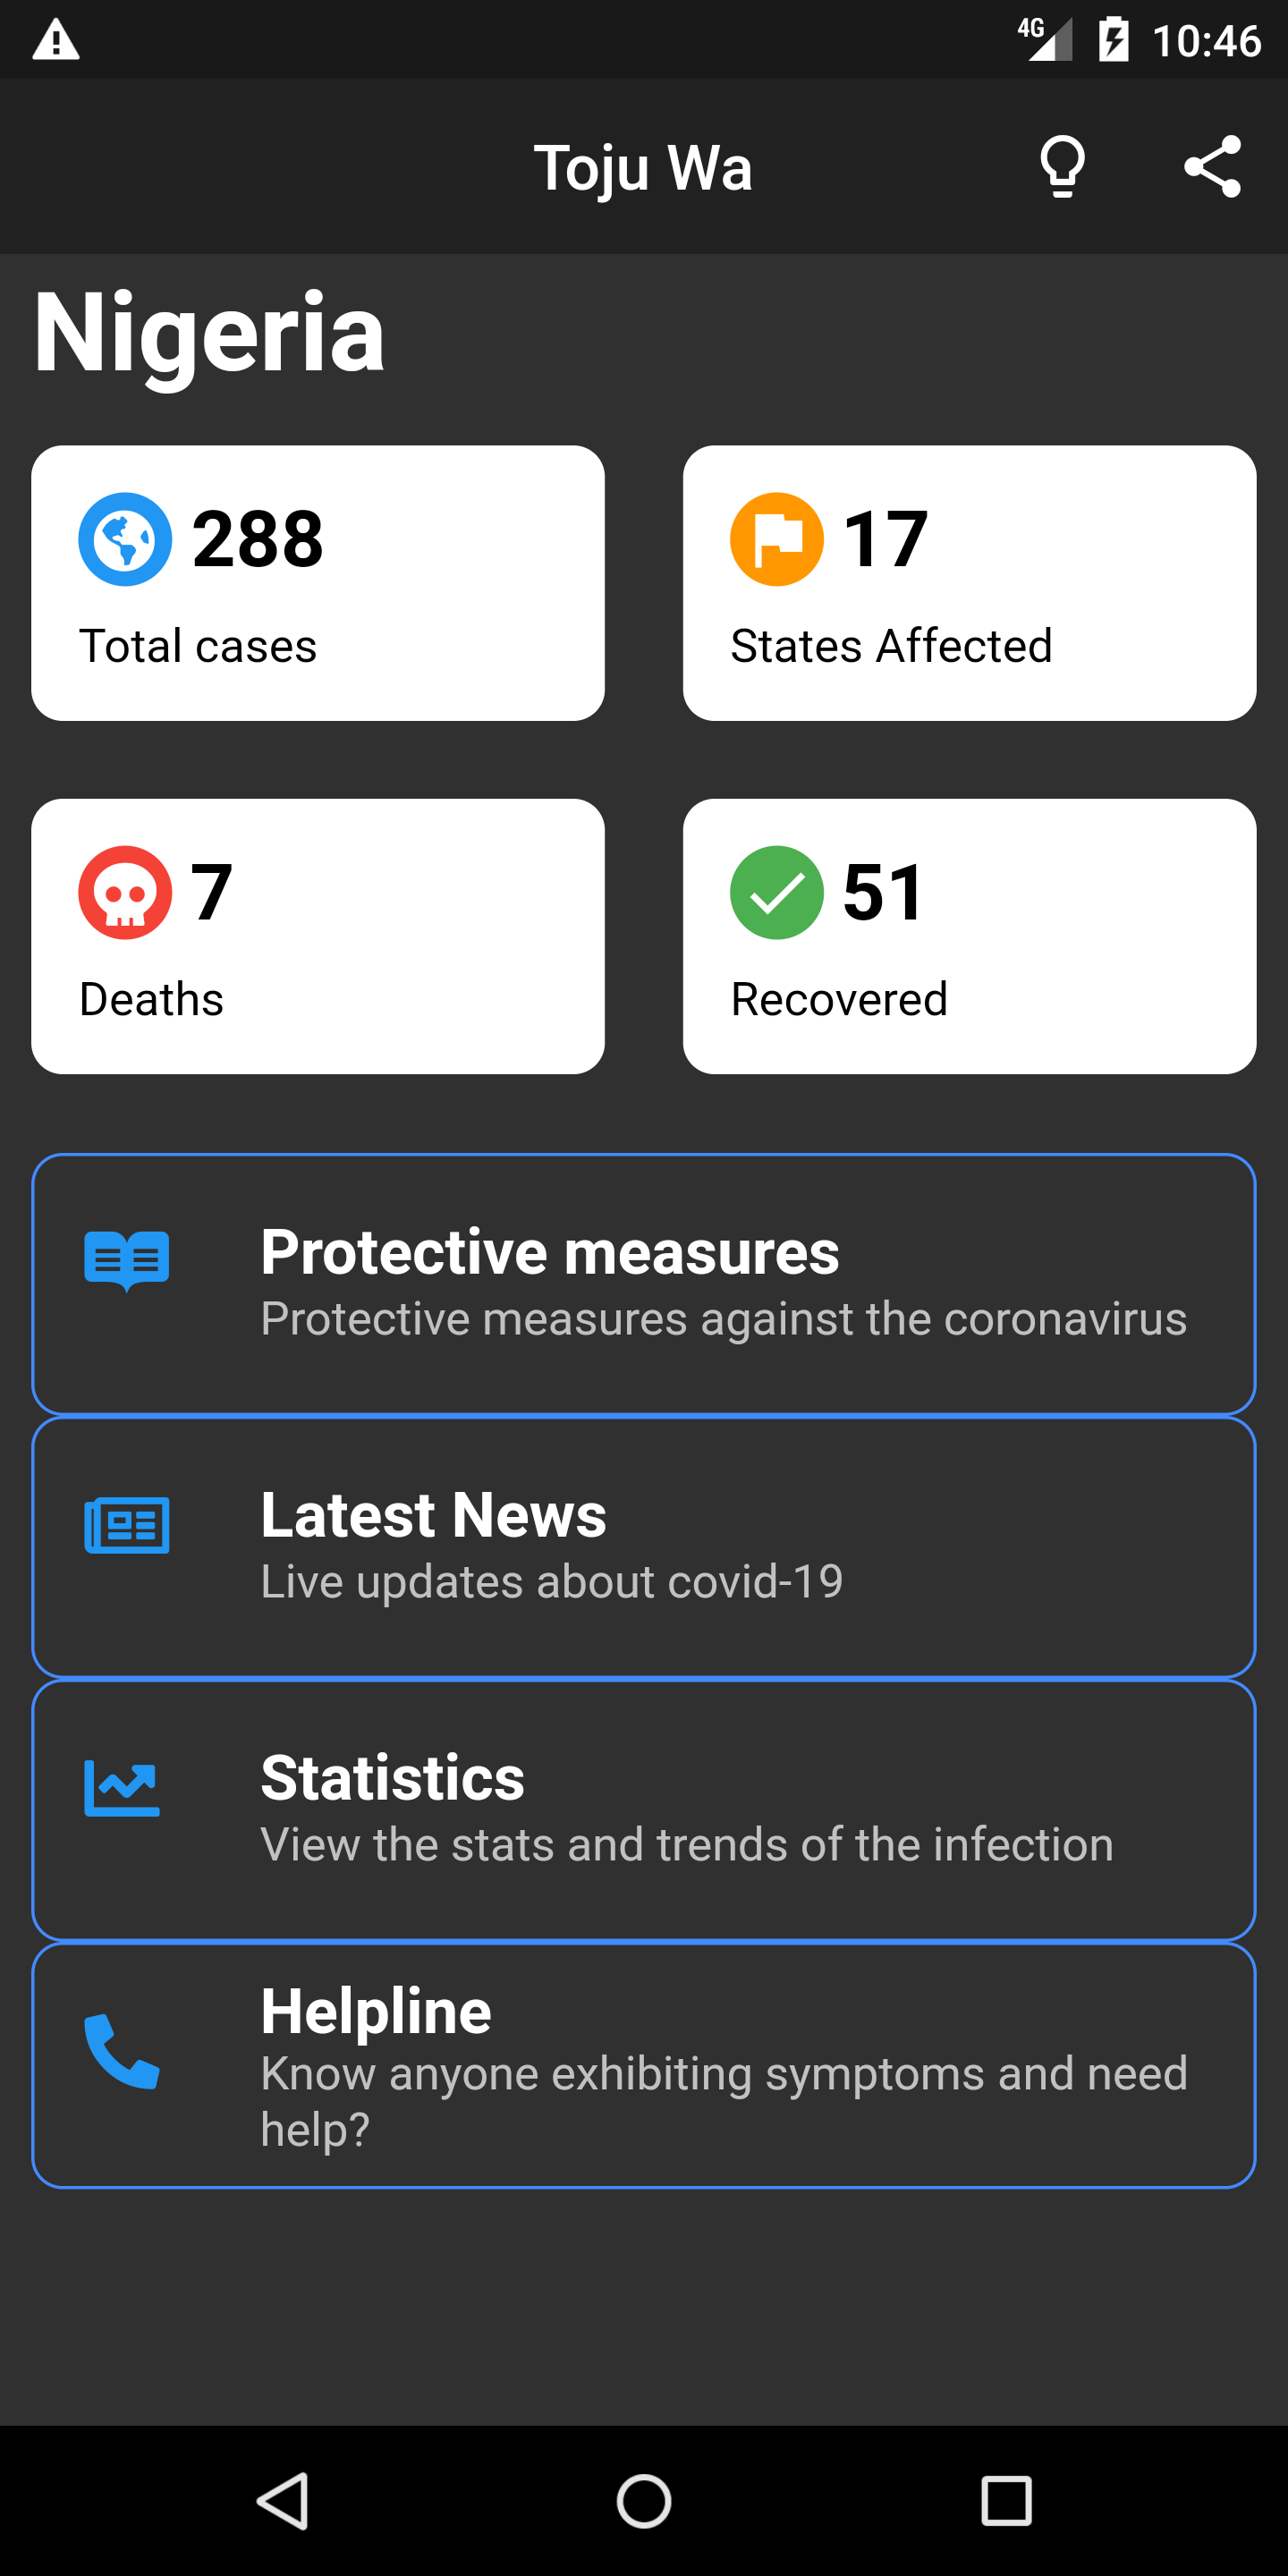 4G 10:46
Toju Wa
Nigeria
288
Total cases
17
States Affected
7
Deaths
51
Recovered
Protective measures
Protective measures against the coronavirus
Latest News
Live updates about covid-19
Statistics
View the stats and trends of the infection
Helpline
Know anyone exhibiting symptoms and need
help?